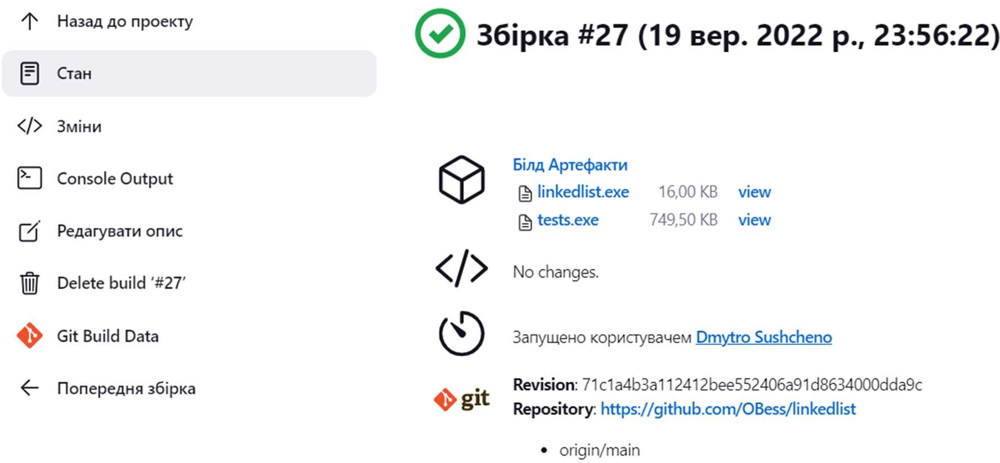 Назад до проекту
Стан
Зміни
Console Output
Редагувати опис
Delete build ‘#27’
Git Build Data
Попередня збірка
Збірка #27 (19 вер. 2022 р., 23:56:22)
Білд Артефакти
linkedlist.exe 16,00 KB view
tests.exe 749,50 KB view
No changes.
Запущено користувачем Dmytro Sushcheno
git
Revision: 71c1a4b3a112412bee552406a91d8634000dda9c
Repository: https://github.com/OBess/linkedlist
• origin/main